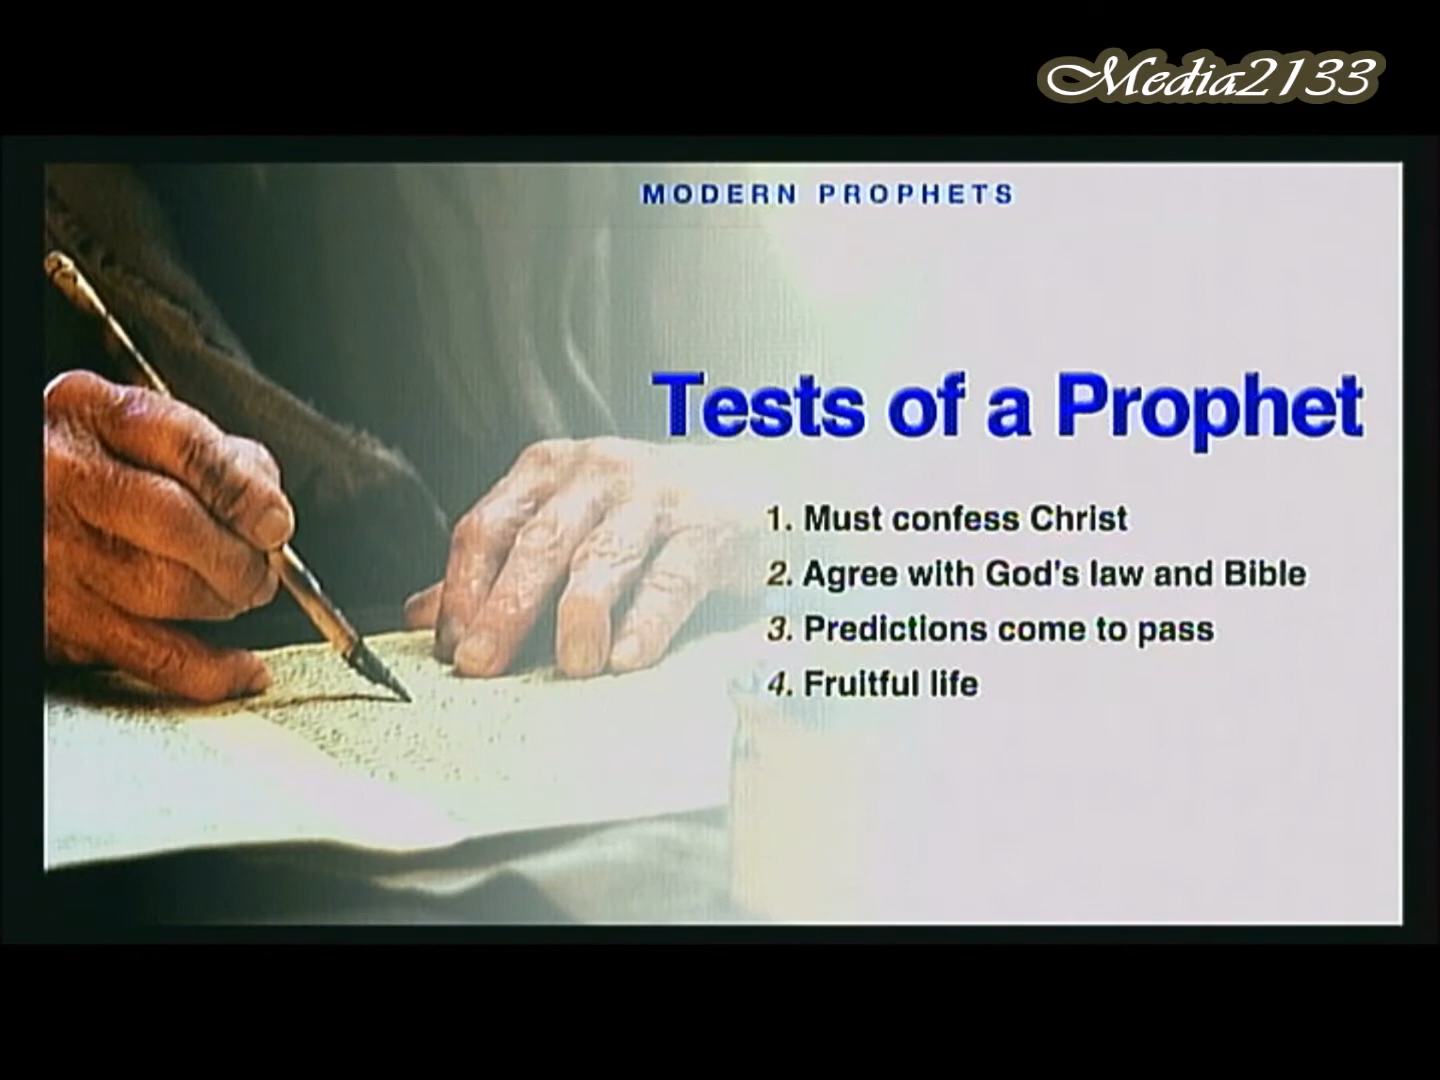 Media2133
MODERN PROPHETS
Tests of a Prophet
1. Must confess Christ
2. Agree with God's law and Bible
3. Predictions come to pass
4. Fruitful life